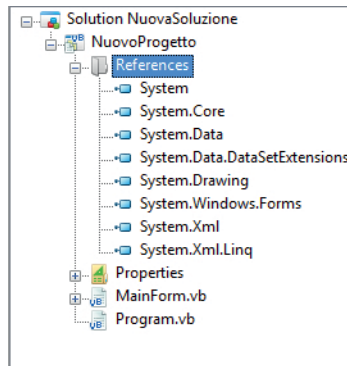 Solution NuovaSoluzione
NuovoProgetto
References
System
System.Core
System.Data
System.Data.DataSetExtensions
System.Drawing
System.Windows.Forms
System.Xml
System.Xml.Linq
Properties
MainForm.vb
Program.vb